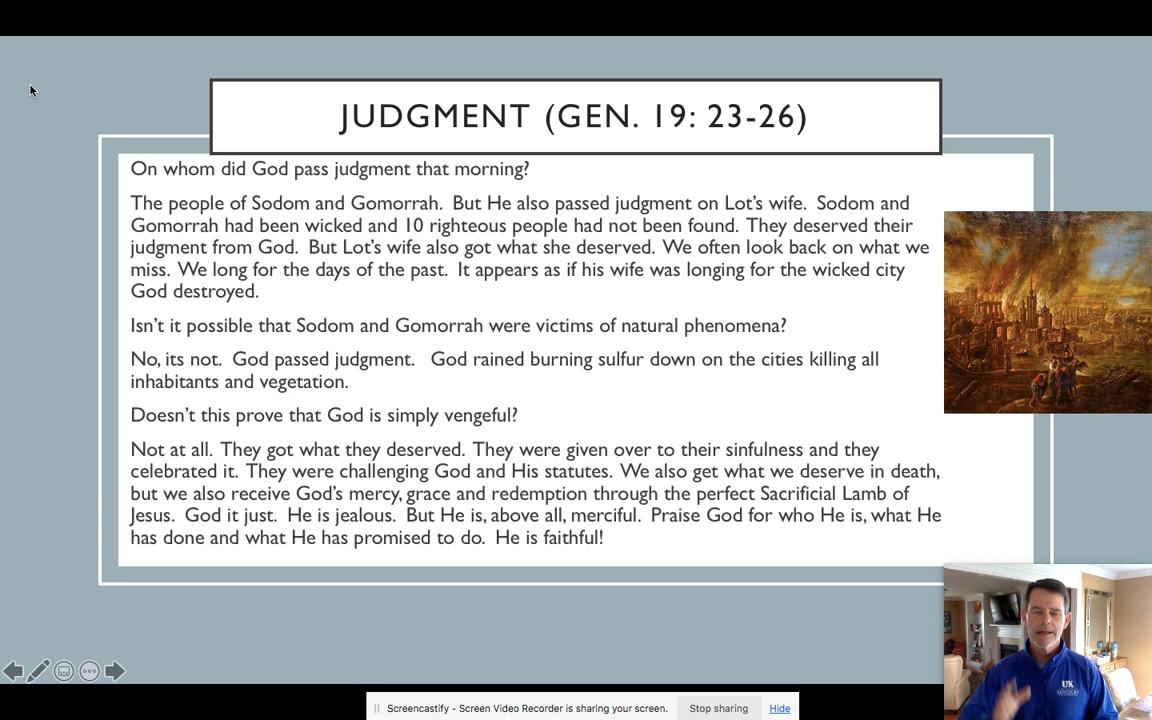 JUDGMENT (GEN. 19: 23-26)
On whom did God pass judgment that morning?
The people of Sodom and Gomorrah.  But He also passed judgment on Lot's wife.  Sodom and
Gomorrah had been wicked and 10 righteous people had not been found. They deserved their
judgment from God.  But Lot's wife also got what she deserved. We often look back on what we
miss. We long for the days of the past.  It appears as if his wife was longing for the wicked city
God destroyed.
Isn't it possible that Sodom and Gomorrah were victims of natural phenomena?
No, its not.  God passed judgment.   God rained burning sulfur down on the cities killing all
inhabitants and vegetation.
Doesn't this prove that God is simply vengeful?
Not at all. They got what they deserved. They were given over to their sinfulness and they
celebrated it. They were challenging God and His statutes. We also get what we deserve in death,
but we also receive God's mercy, grace and redemption through the perfect Sacrificial Lamb of
Jesus.  God it just.  He is jealous.  But He is, above all, merciful.  Praise God for who He is, what He
has done and what He has promised to do.  He is faithful!
UK
KENTUCKY
Screencastify - Screen Video Recorder is sharing your screen.
Stop sharing
Hide